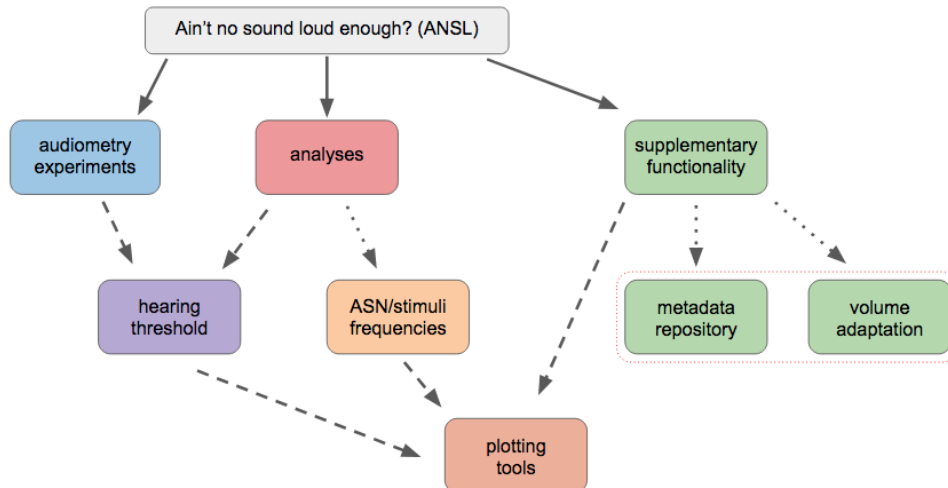 Ain't no sound loud enough? (ANSL)
audiometry
experiments
analyses
supplementary
functionality
hearing
threshold
ASN/stimuli
frequencies
metadata
repository
volume
adaptation
plotting
tools